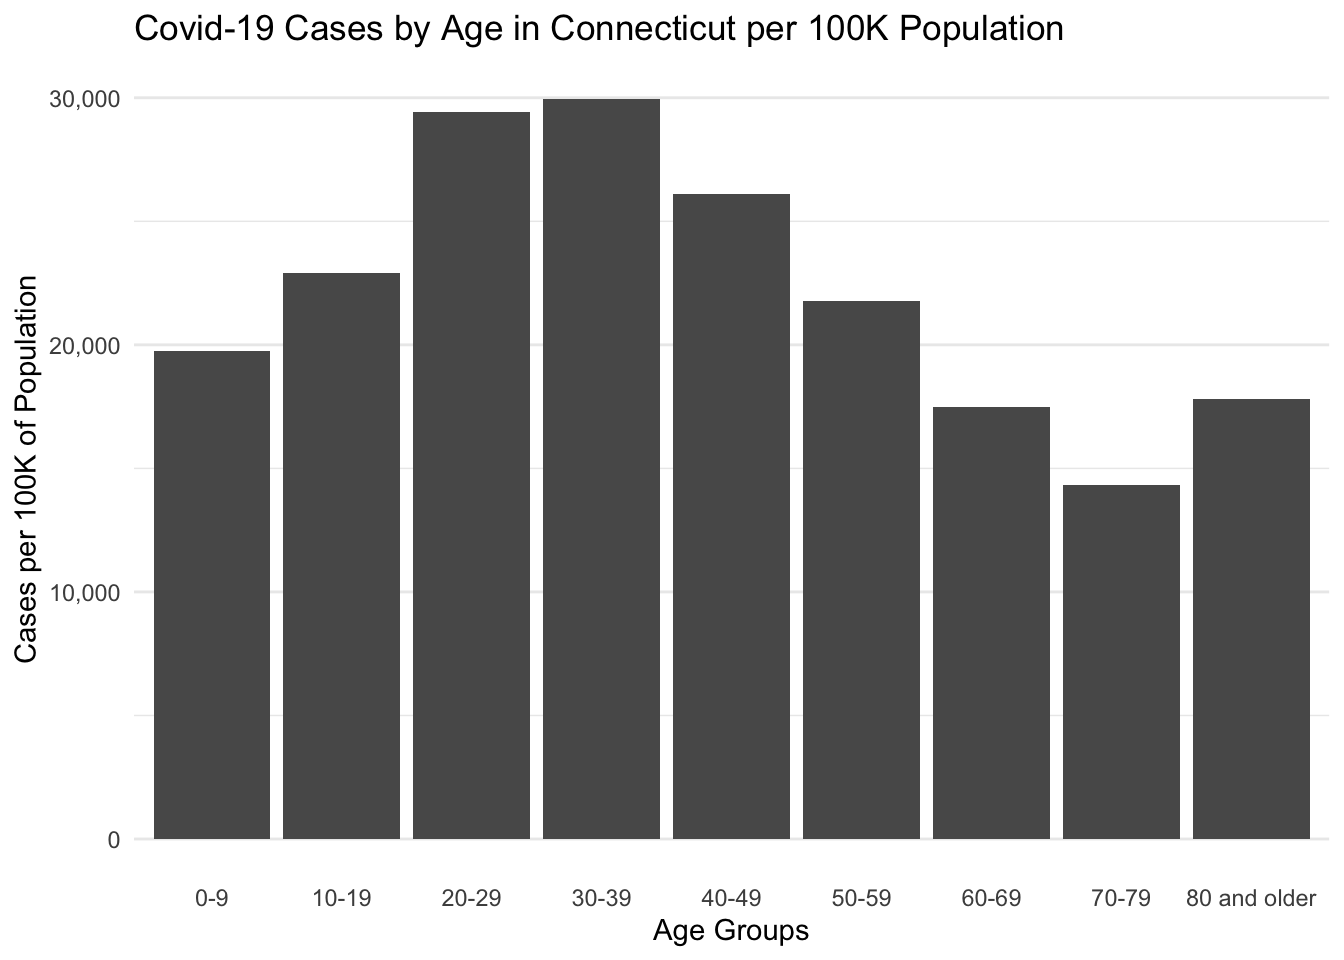 Covid-19 Cases by Age in Connecticut per 100K Population
Cases per 100K of Population
30,000
20,000
10,000
0
0-9 10-19 20-29 30-39 40-49 50-59 60-69 70-79 80 and older
Age Groups